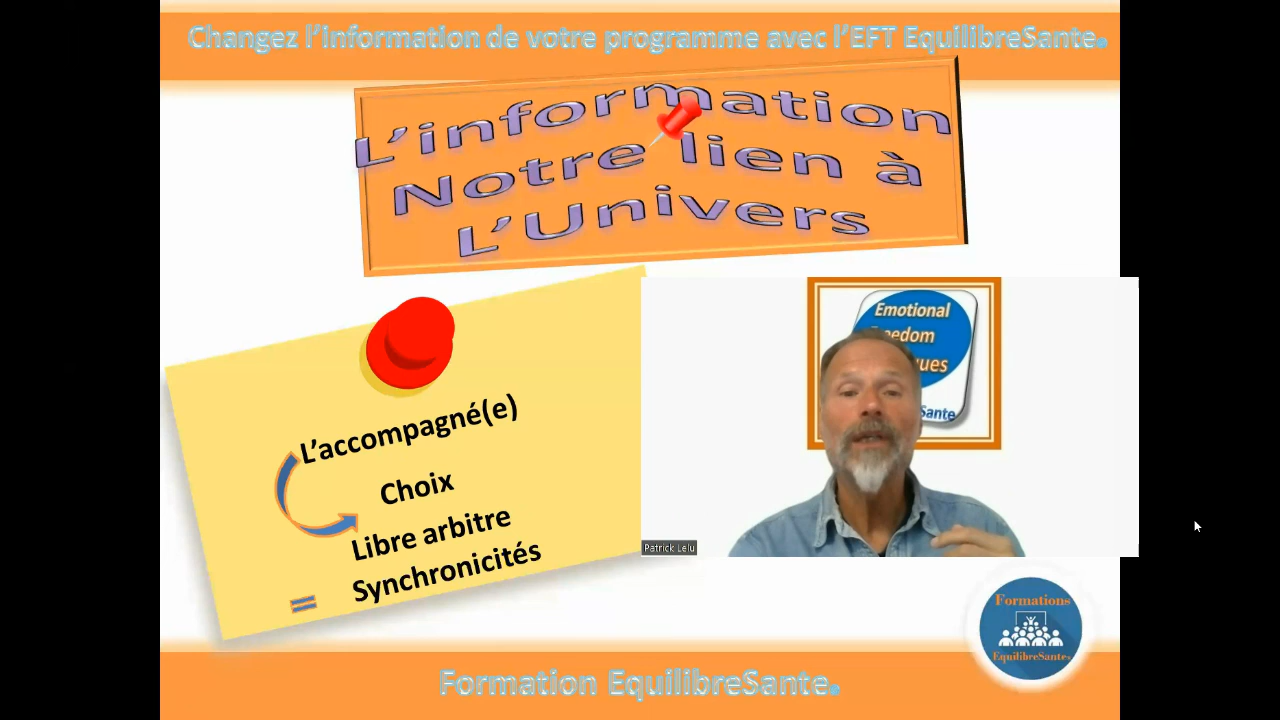 Changez l'information de votre programme avec l'EFT EquilibreSante.
L'information
Notre lien à
L'Univers
L'accompagné(e)
Choix
Libre arbitre
= Synchronicités
Emotional
Patrick Lelu
Formations
EquilibreSante.
Formation EquilibreSante.